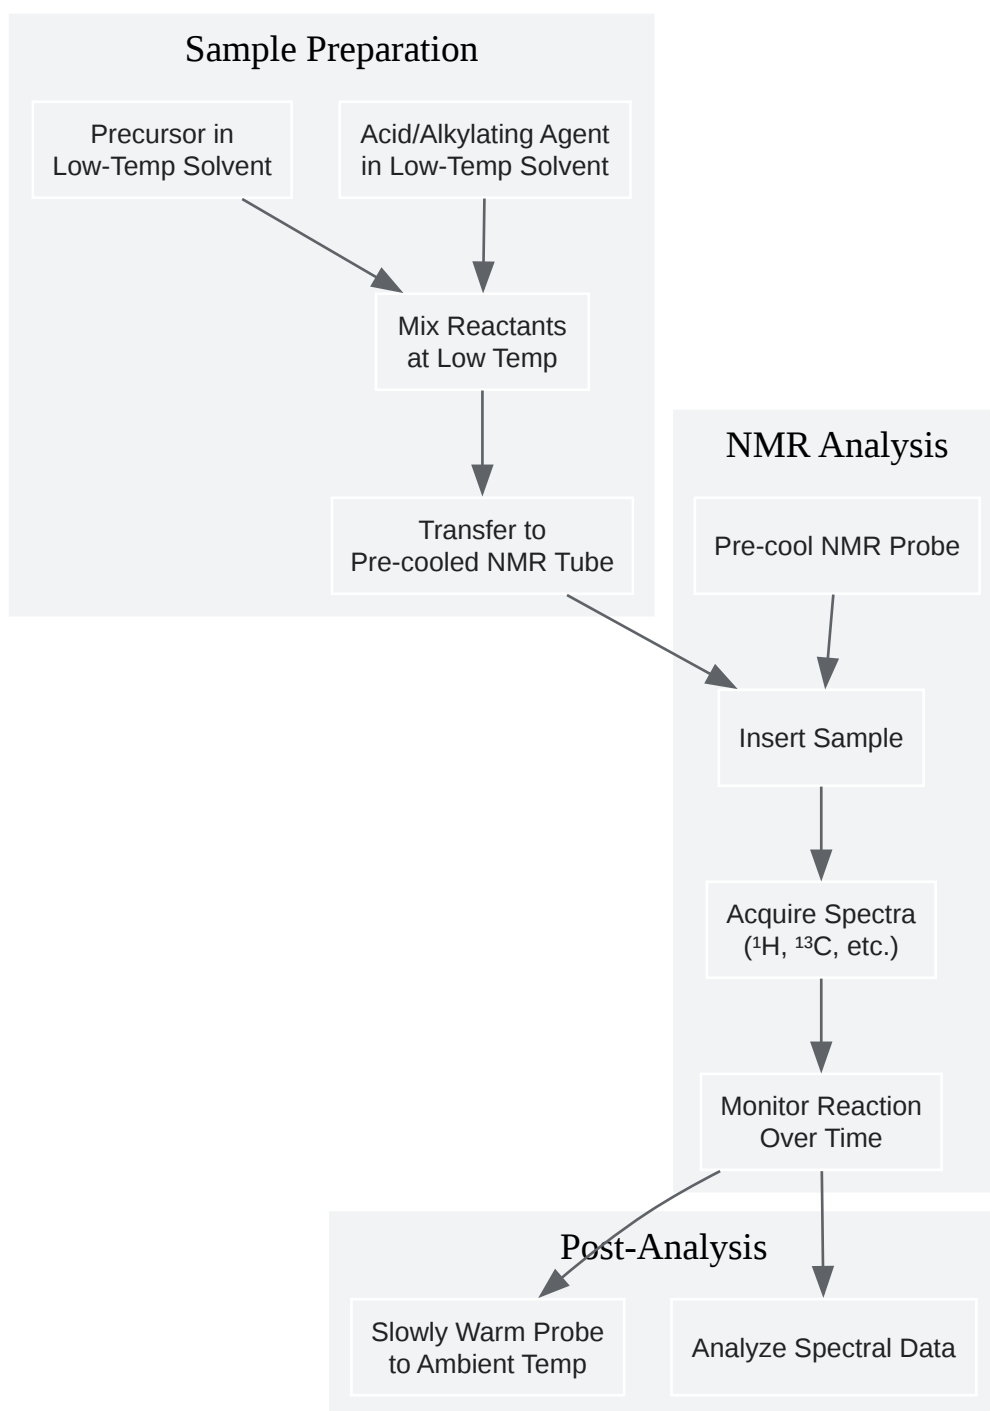 Sample Preparation
Precursor in
Low-Temp Solvent
Acid/Alkylating Agent
in Low-Temp Solvent
Mix Reactants
at Low Temp
Transfer to
Pre-cooled NMR Tube
NMR Analysis
Pre-cool NMR Probe
Insert Sample
Acquire Spectra
(¹H, ¹³C, etc.)
Monitor Reaction
Over Time
Post-Analysis
Slowly Warm Probe
to Ambient Temp
Analyze Spectral Data